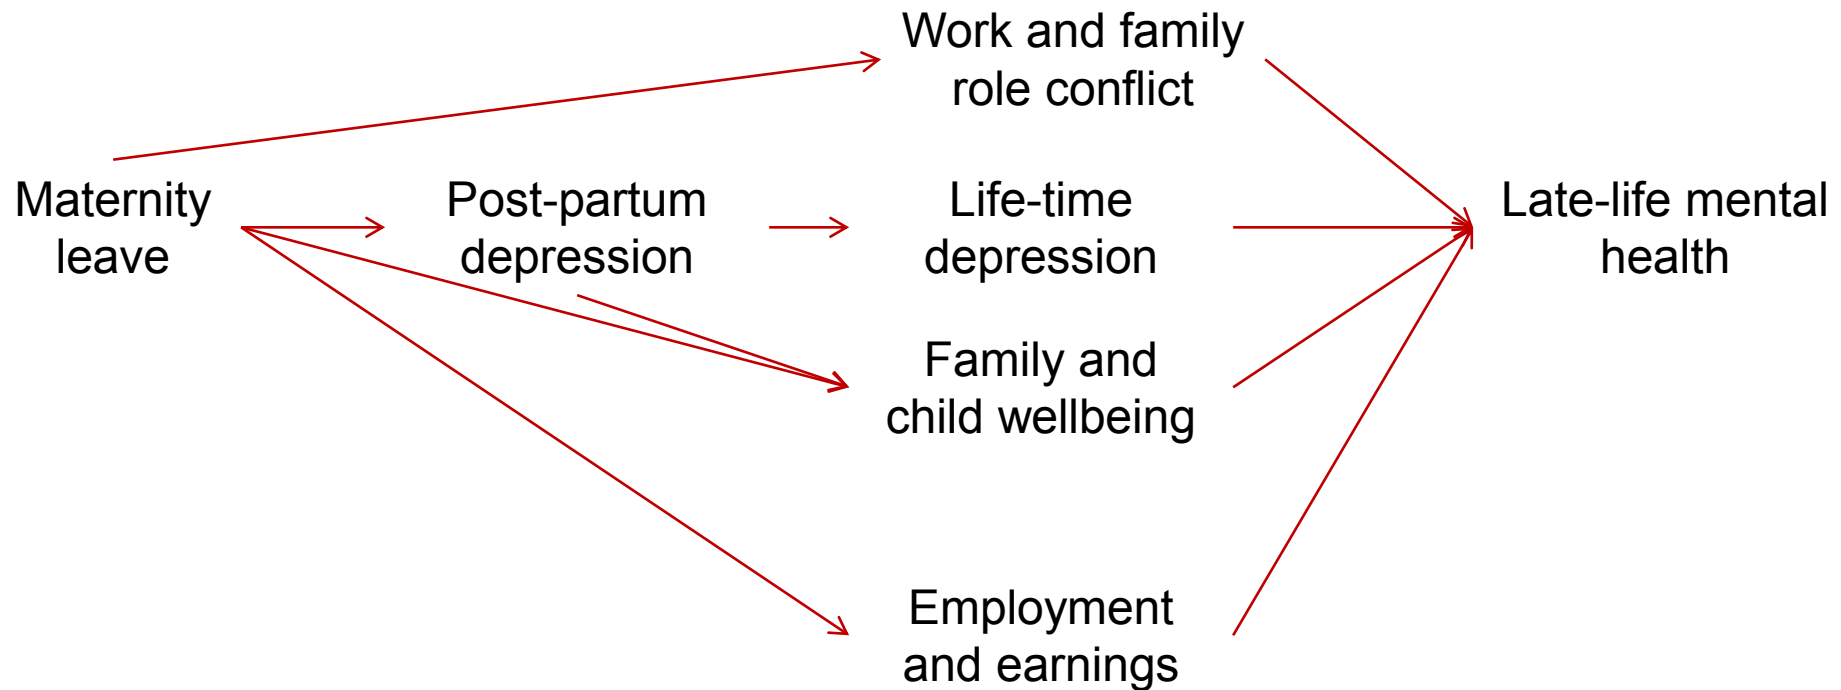 Work and family
role conflict
Maternity
leave
Post-partum
depression
Life-time
depression
Late-life mental
health
Family and
child wellbeing
Employment
and earnings